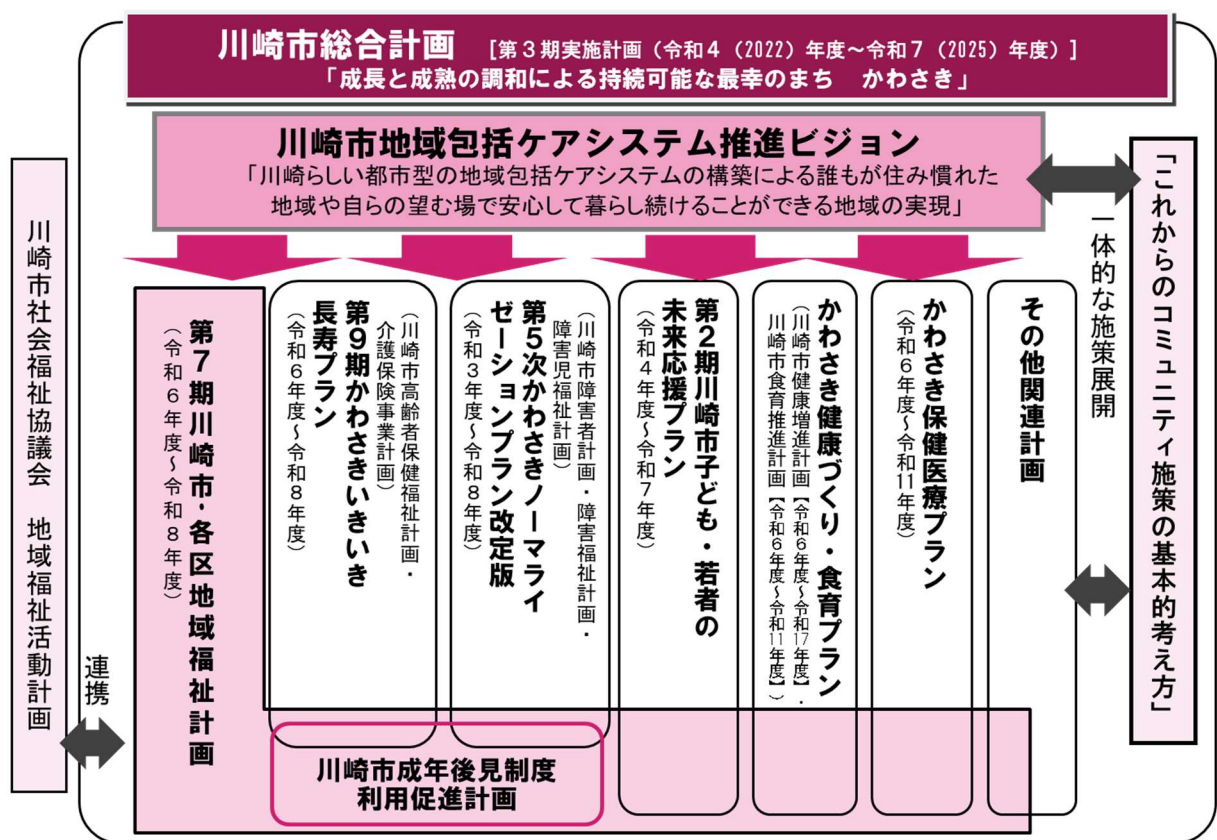 川崎市総合計画 [第3期実施計画(令和4(2022)年度~令和7(2025)年度)]
「成長と成熟の調和による持続可能な最幸のまち かわさき」
川崎市地域包括ケアシステム推進ビジョン
「川崎らしい都市型の地域包括ケアシステムの構築による誰もが住み慣れた
地域や自らの望む場で安心して暮らし続けることができる地域の実現」
「これからのコミュニティ施策の基本的考え方」
一体的な施策展開
その他関連計画
かわさき保健医療プラン
(令和6年度~令和11年度)
かわさき健康づくり・食育プラン
(川崎市健康増進計画【令和6年度~令和17年度】・
川崎市食育推進計画【令和6年度~令和11年度】)
第2期川崎市子ども・若者の
未来応援プラン
(令和4年度~令和7年度)
(川崎市障害者計画・障害福祉計画・
障害児福祉計画)
第5次かわさきノーマライ
ゼーションプラン改定版
(令和3年度~令和8年度)
(川崎市高齢者保健福祉計画・
介護保険事業計画)
第9期かわさきいきいき
長寿プラン
(令和6年度~令和8年度)
第7期川崎市・各区地域福祉計画
(令和6年度~令和8年度)
川崎市成年後見制度
利用促進計画
連携
川崎市社会福祉協議会 地域福祉活動計画